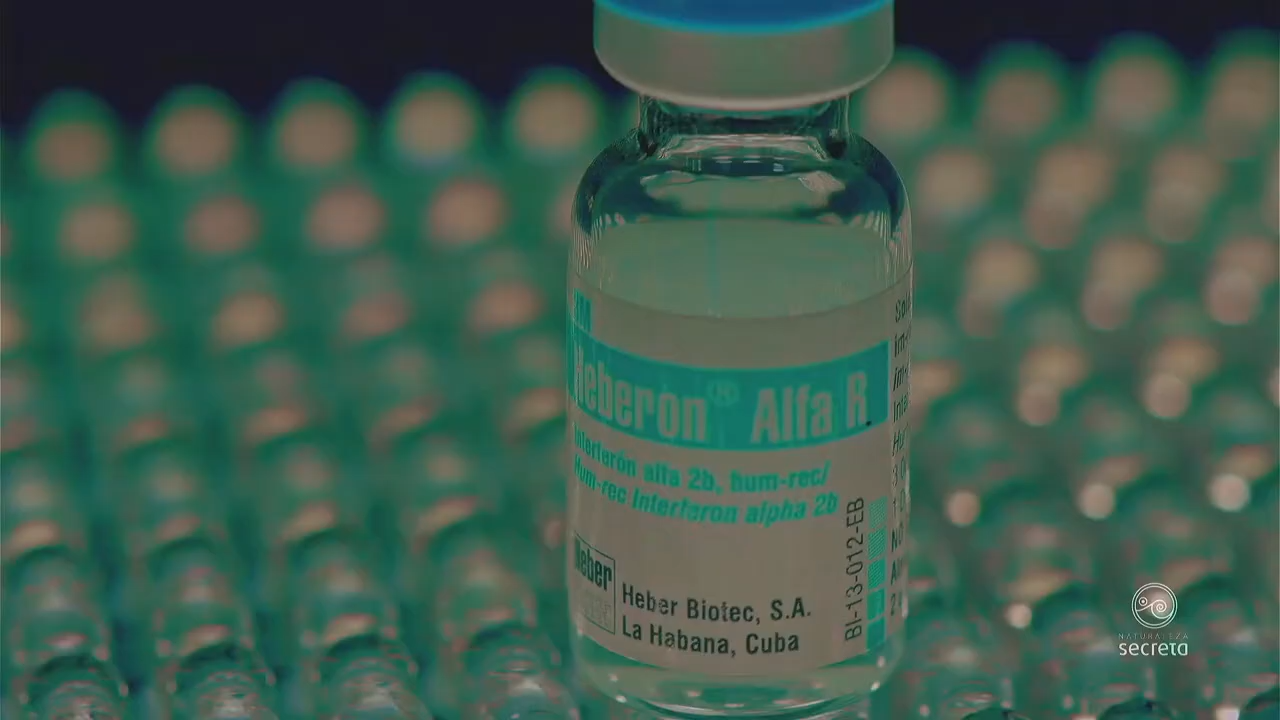 Heberon® Alfa R
Interferón alfa 2b, hum-rec/
Hum-rec Interferon alpha 2b
Heber
Heber Biotec, S.A.
La Habana, Cuba
BI-13-012-EB
NATURALEZA
secreta